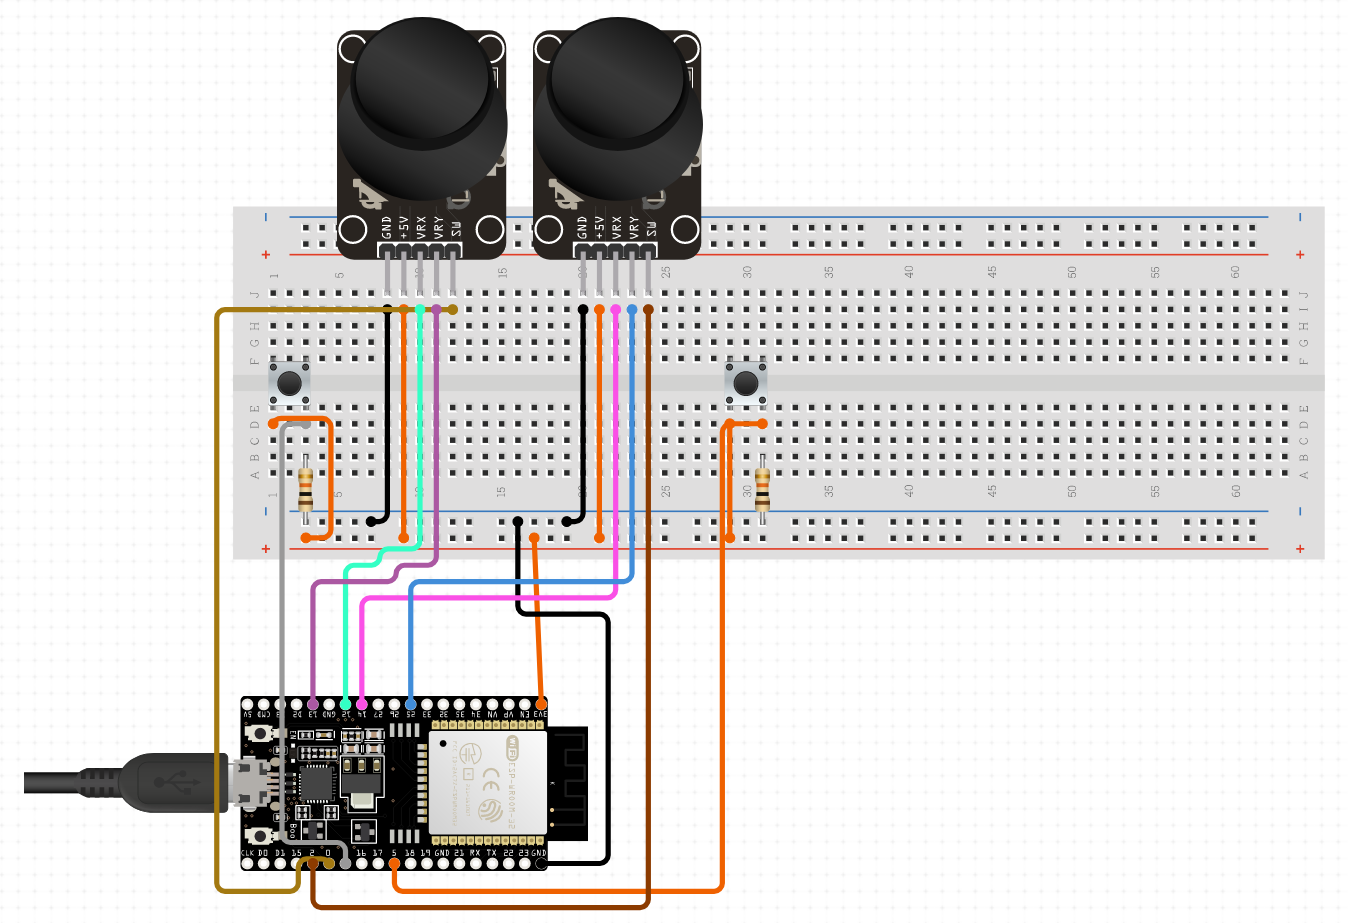 GND +5V VRX VRY SW
GND +5V VRX VRY SW
- -
+ +
1 5 10 15 20 25 30 35 40 45 50 55 60
J J
I
H H
G G
F F
E E
D D
C C
B B
A A
1 5 10 15 25 30 35 40 45 50 55 60
- -
+ +
5V CMD D2 13 GND 12 14 27 26 25 33 32 35 34 VN VP EN 3V3
WiFi
CE
ESP-WROOM-32
Boo
CLK D0 D1 15 2 0 16 17 5 18 19 GND 21 RX TX 22 23 GND